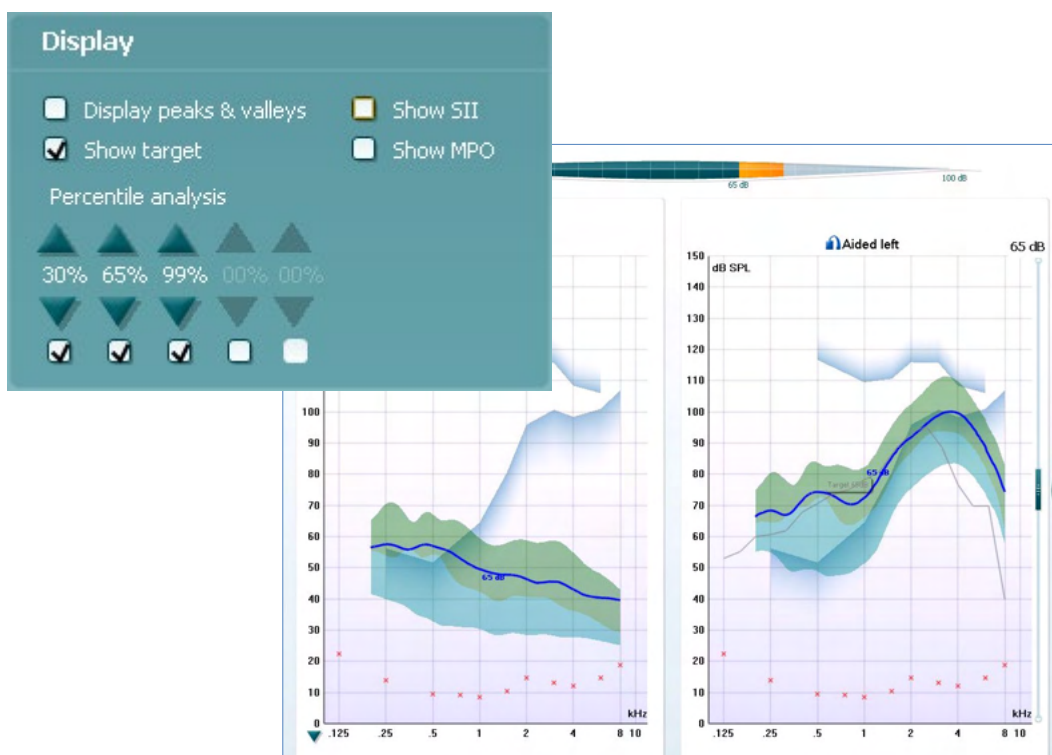 Display
Display peaks & valleys
Show SII
Show target
Show MPO
Percentile analysis
30% 65% 99% 00% 00%
65 dB
100 dB
100
90
80
70
60
50
40
30
20
10
0
65 dB
.125 .25 .5 1 2 4 8 10
kHz
Aided left
65 dB
dB SPL
150
140
130
120
110
100
90
80
70
60
50
40
30
20
10
0
65 dB
kHz
.125 .25 .5 1 2 4 8 10